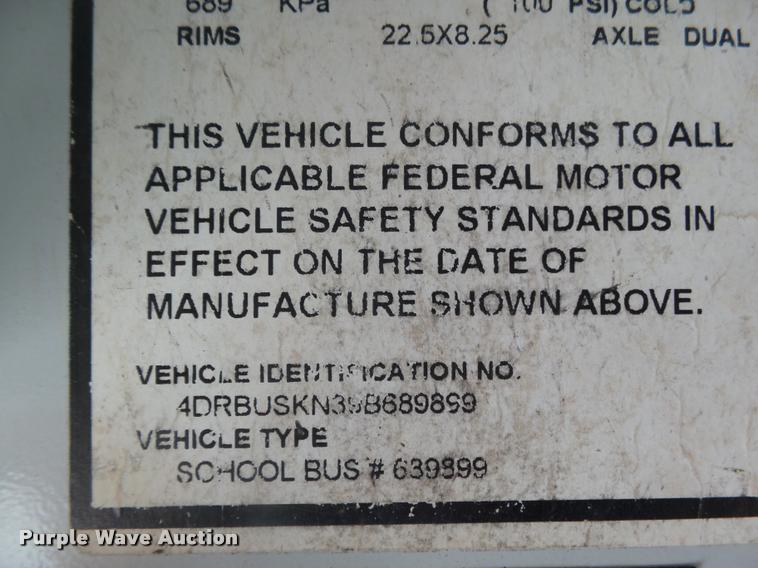 689 KPa ( 100 PSI) COLD
RIMS 22.5X8.25 AXLE DUAL
THIS VEHICLE CONFORMS TO ALL
APPLICABLE FEDERAL MOTOR
VEHICLE SAFETY STANDARDS IN
EFFECT ON THE DATE OF
MANUFACTURE SHOWN ABOVE.
VEHICLE IDENTIFICATION NO.
VEHICLE TYPE
SCHOOL BUS #
Purple Wave Auction